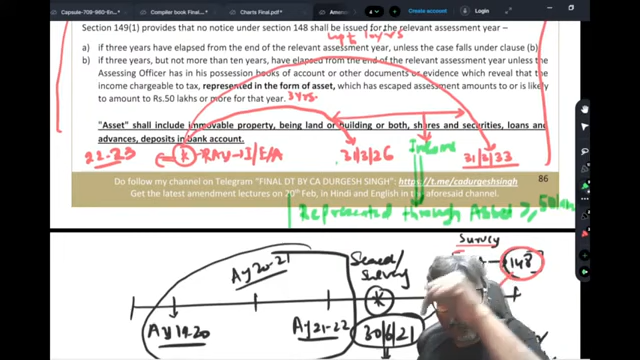 Capsule-708-980-En
Compiler Book Final
Charts Final
Amend
Section 149(1) provides that no notice under section 148 shall be issued for the relevant assessment year –
upt 10 yrs
a) if three years have elapsed from the end of the relevant assessment year, unless the case falls under clause (b)
b) if three years, but not more than ten years, have elapsed from the end of the relevant assessment year unless the
Assessing Officer has in his possession books of account or other documents or evidence which reveal that the
income chargeable to tax, represented in the form of asset, which has escaped assessment amounts to or is likely
to amount to Rs.50 lakhs or more for that year.
3 yrs.
"Asset" shall include immovable property, being land or building or both, shares and securities, loans and
advances, deposits in bank account.
22-23
I/E/A
31/3/26
Income
31/3/33
86
Do follow my channel on Telegram "FINAL DT BY CA DURGESH SINGH": https://t.me/cadurgeshsingh
Get the latest amendment lectures on 20th Feb, in Hindi and English in the aforesaid channel.
Represented through Asset ≥ 50 lakhs
Survey
148
AY 20-21
Search/
Survey
AY 19-20
AY 21-22
30/6/21